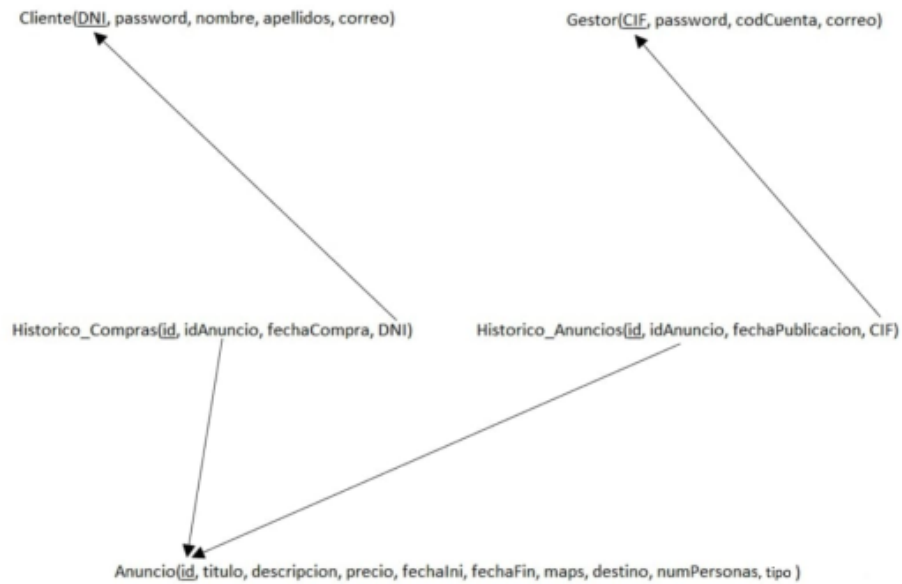 Cliente(DNI, password, nombre, apellidos, correo)
Gestor(CIF, password, codCuenta, correo)
Historico_Compras(id, idAnuncio, fechaCompra, DNI)
Historico_Anuncios(id, idAnuncio, fechaPublicacion, CIF)
Anuncio(id, titulo, descripcion, precio, fechaIni, fechaFin, maps, destino, numPersonas, tipo )